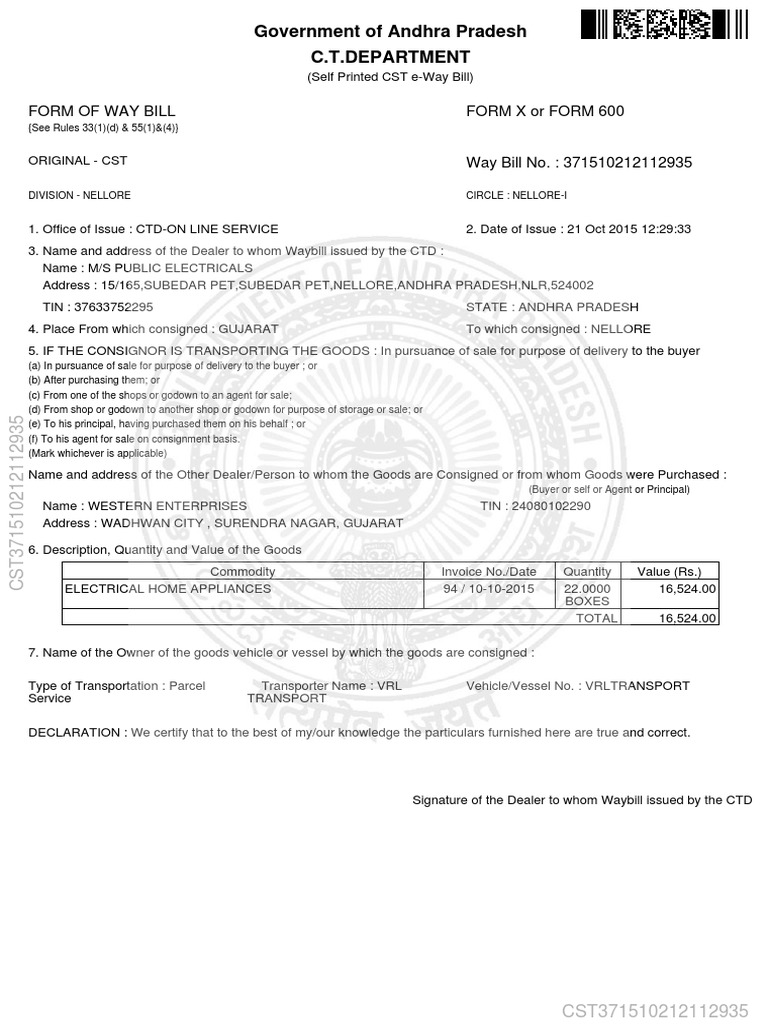 Government of Andhra Pradesh
C.T.DEPARTMENT
(Self Printed CST e-Way Bill)
FORM OF WAY BILL FORM X or FORM 600
{See Rules 33(1)(d) & 55(1)&(4)}
ORIGINAL - CST Way Bill No. : 371510212112935
DIVISION - NELLORE CIRCLE : NELLORE-I
1. Office of Issue : CTD-ON LINE SERVICE 2. Date of Issue : 21 Oct 2015 12:29:33
3. Name and address of the Dealer to whom Waybill issued by the CTD :
Name : M/S PUBLIC ELECTRICALS
Address : 15/165,SUBEDAR PET,SUBEDAR PET,NELLORE,ANDHRA PRADESH,NLR,524002
TIN : 37633752295 STATE : ANDHRA PRADESH
4. Place From which consigned : GUJARAT To which consigned : NELLORE
5. IF THE CONSIGNOR IS TRANSPORTING THE GOODS : In pursuance of sale for purpose of delivery to the buyer
(a) In pursuance of sale for purpose of delivery to the buyer ; or
(b) After purchasing them; or
(c) From one of the shops or godown to an agent for sale;
(d) From shop or godown to another shop or godown for purpose of storage or sale; or
(e) To his principal, having purchased them on his behalf ; or
(f) To his agent for sale on consignment basis.
(Mark whichever is applicable)
Name and address of the Other Dealer/Person to whom the Goods are Consigned or from whom Goods were Purchased :
(Buyer or self or Agent or Principal)
Name : WESTERN ENTERPRISES TIN : 24080102290
Address : WADHWAN CITY , SURENDRA NAGAR, GUJARAT
6. Description, Quantity and Value of the Goods
Commodity Invoice No./Date Quantity Value (Rs.)
ELECTRICAL HOME APPLIANCES 94 / 10-10-2015 22.0000 16,524.00
BOXES
TOTAL 16,524.00
7. Name of the Owner of the goods vehicle or vessel by which the goods are consigned :
Type of Transportation : Parcel Transporter Name : VRL Vehicle/Vessel No. : VRLTRANSPORT
Service TRANSPORT
DECLARATION : We certify that to the best of my/our knowledge the particulars furnished here are true and correct.
Signature of the Dealer to whom Waybill issued by the CTD
CST371510212112935
CST371510212112935
GOVERNMENT OF ANDHRA PRADESH
सत्यमेव जयते